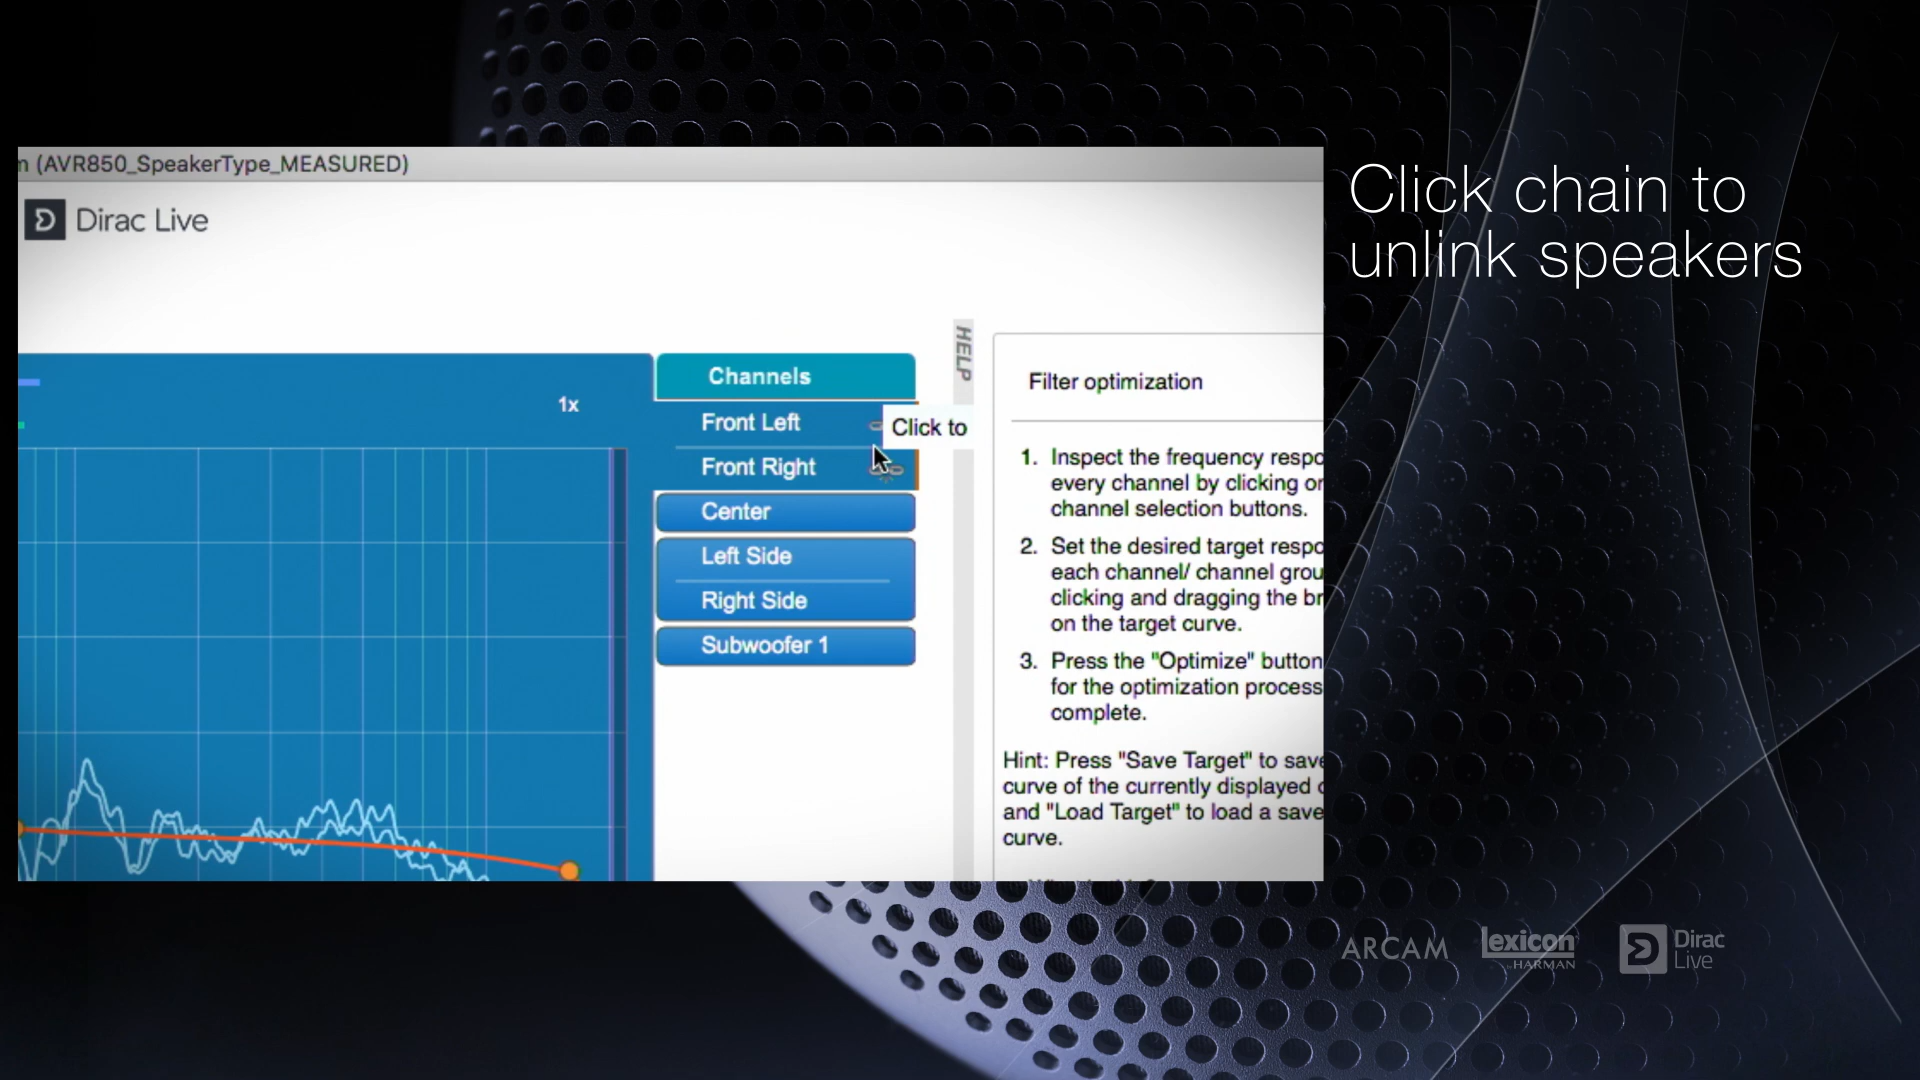 (AVR850_SpeakerType_MEASURED)
Dirac Live
Click chain to
unlink speakers
1x
Channels
Front Left
Click to
Front Right
Center
Left Side
Right Side
Subwoofer 1
HELP
Filter optimization
1. Inspect the frequency respo
every channel by clicking or
channel selection buttons.
2. Set the desired target respo
each channel/ channel grou
clicking and dragging the br
on the target curve.
3. Press the "Optimize" button
for the optimization process
complete.
Hint: Press "Save Target" to save
curve of the currently displayed
and "Load Target" to load a save
curve.
ARCAM
lexicon
by HARMAN
Dirac
Live